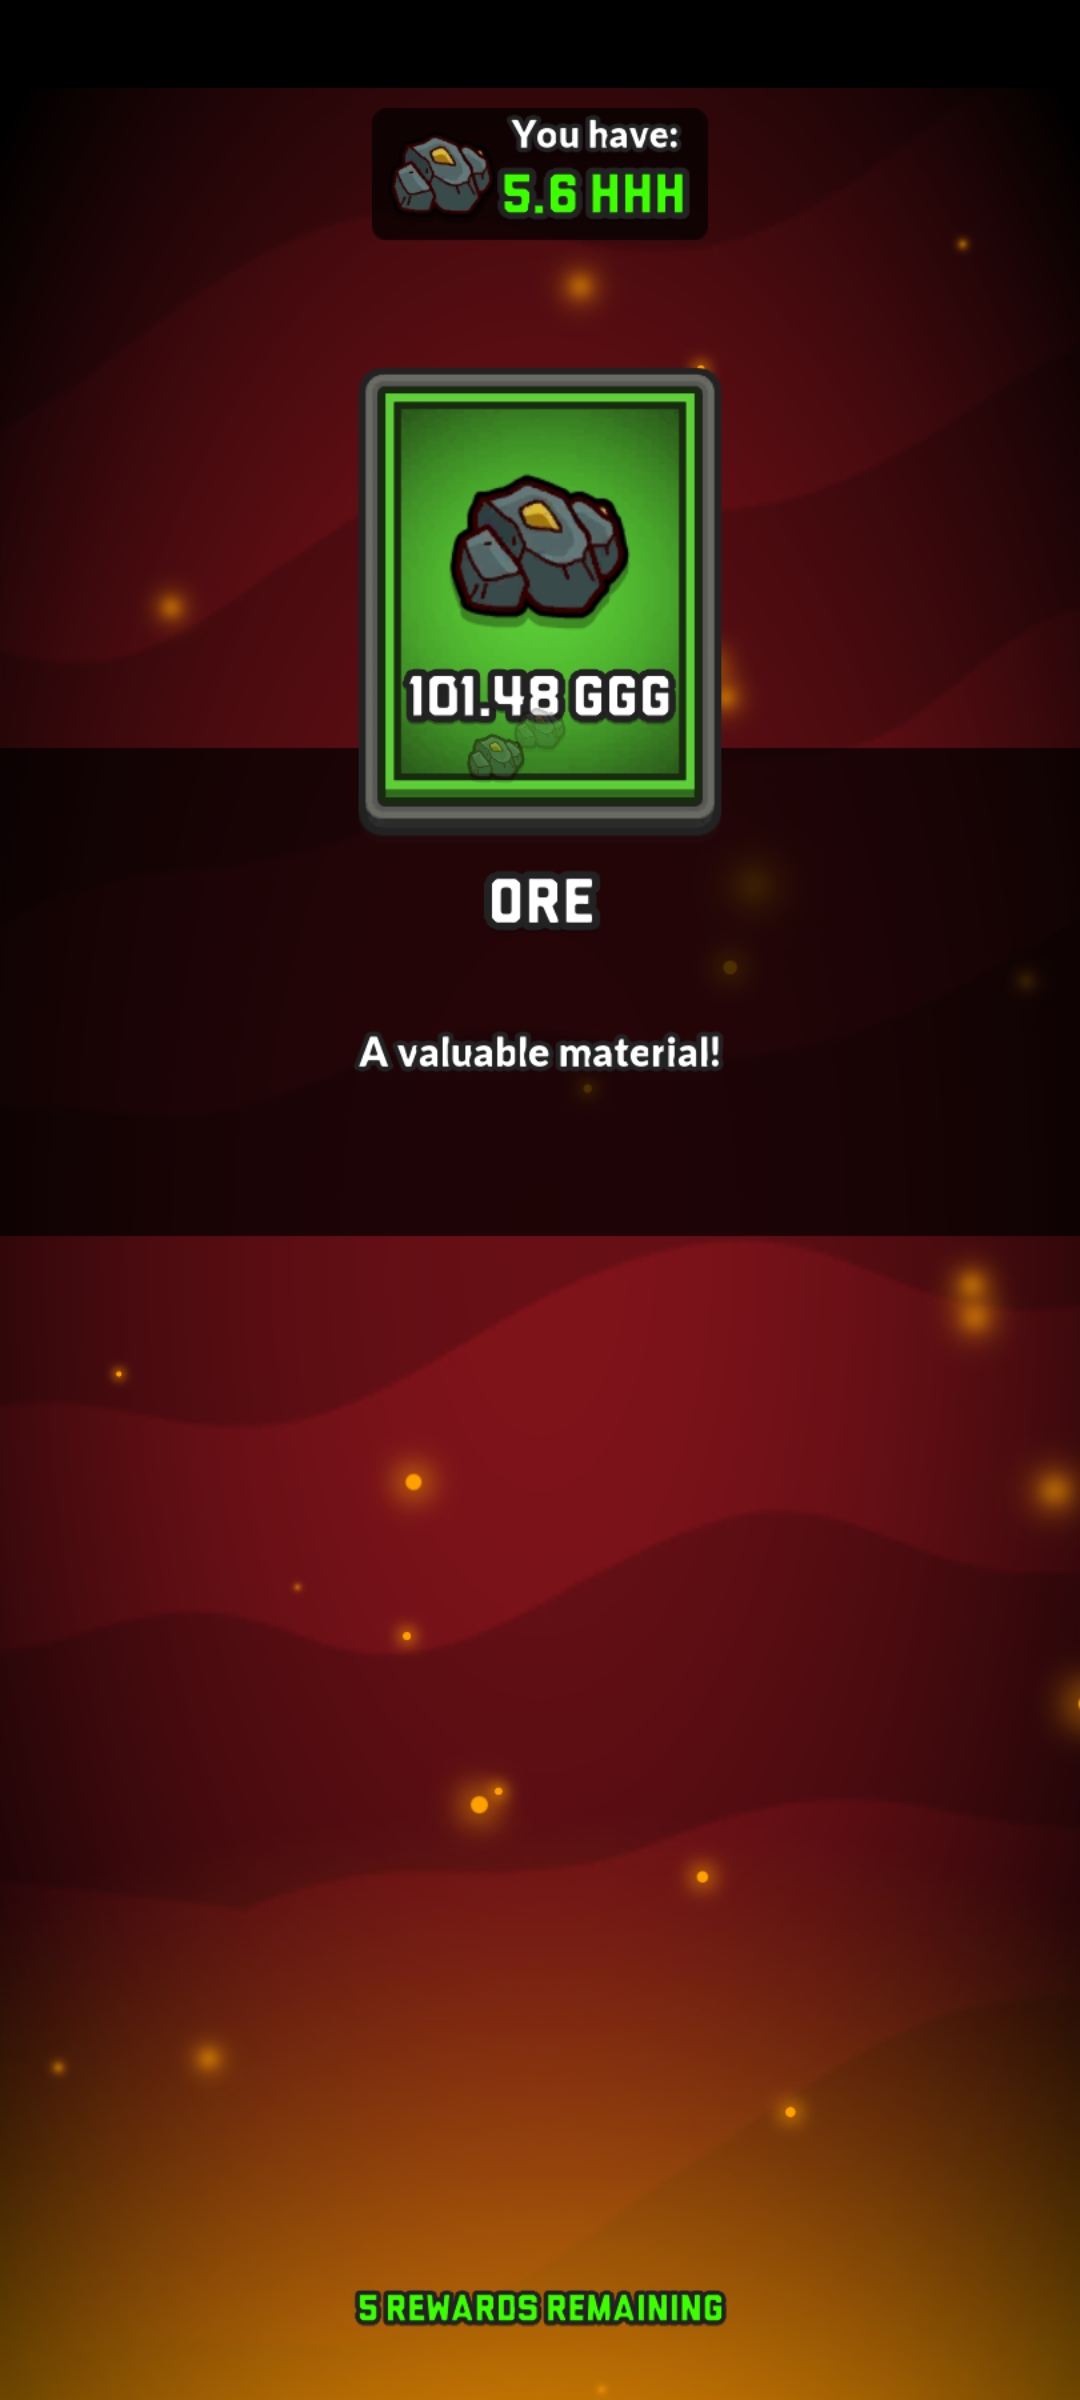 You have:
5.6 HHH
101.48 GGG
ORE
A valuable material!
5 REWARDS REMAINING